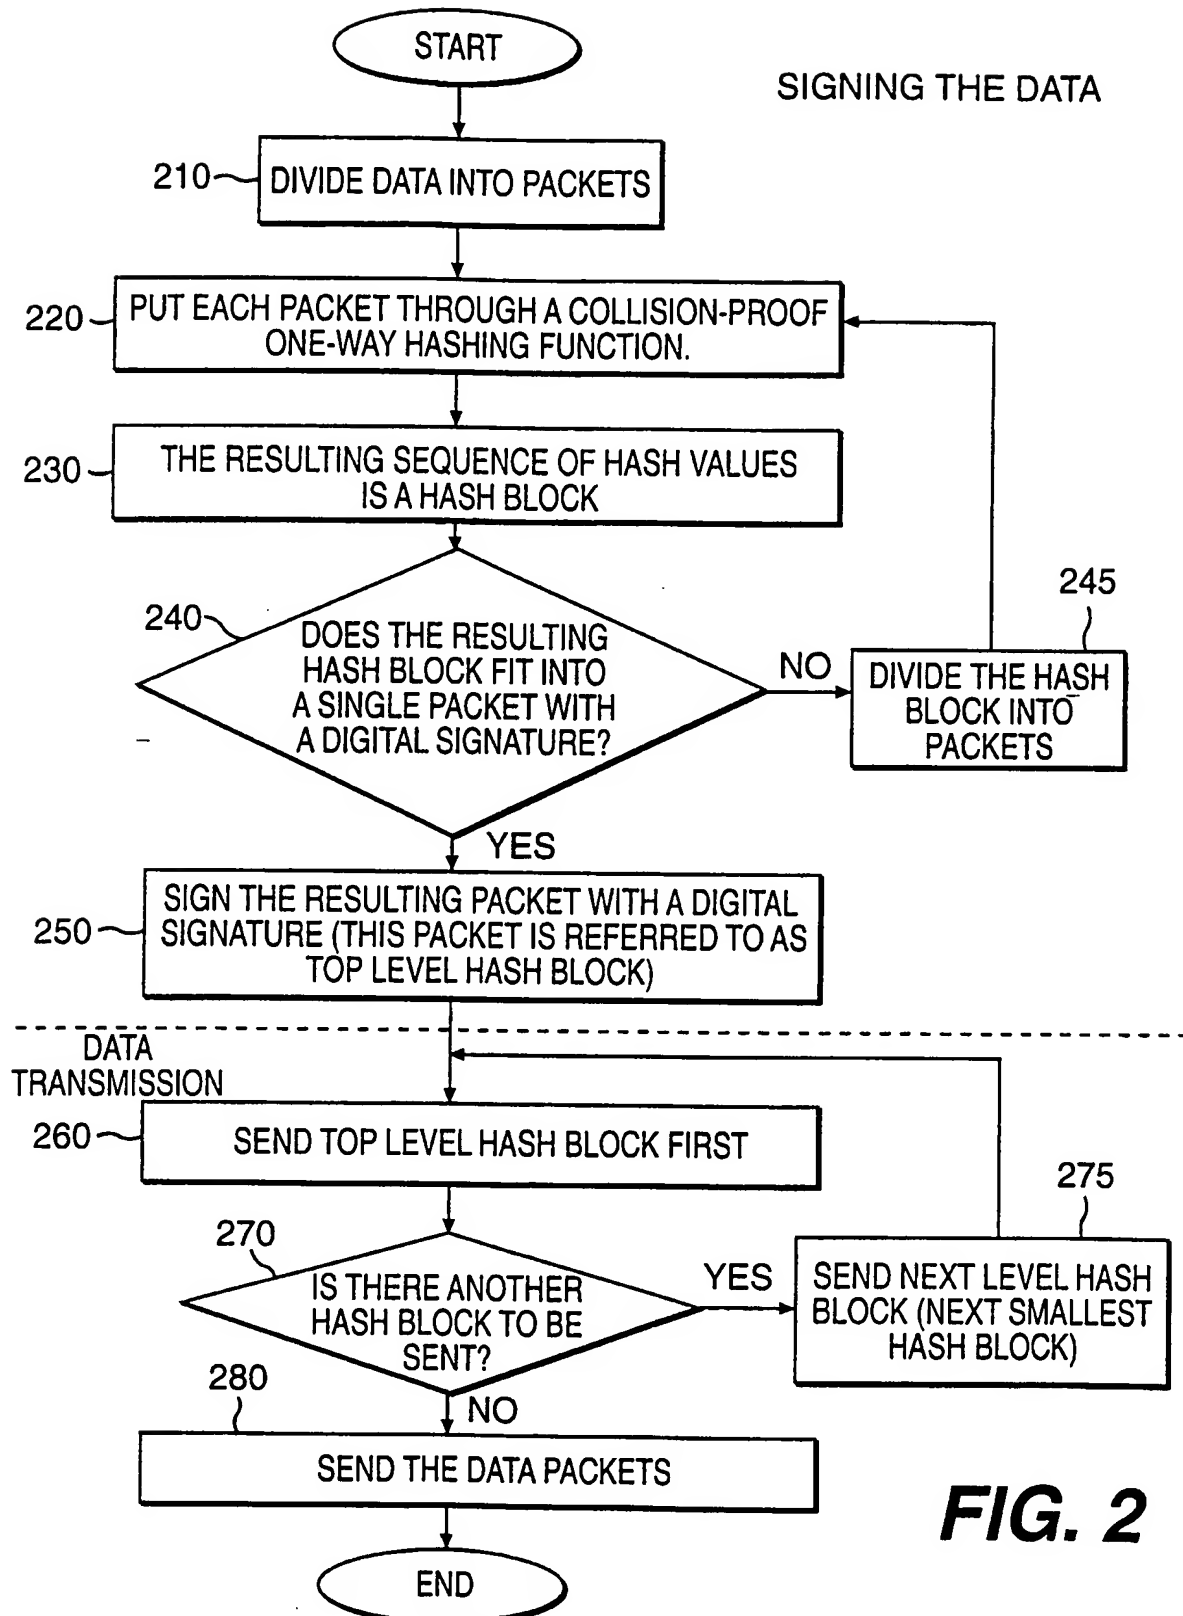 START
SIGNING THE DATA
210
DIVIDE DATA INTO PACKETS
220
PUT EACH PACKET THROUGH A COLLISION-PROOF
ONE-WAY HASHING FUNCTION.
230
THE RESULTING SEQUENCE OF HASH VALUES
IS A HASH BLOCK
240
DOES THE RESULTING
HASH BLOCK FIT INTO
A SINGLE PACKET WITH
A DIGITAL SIGNATURE?
NO
245
DIVIDE THE HASH
BLOCK INTO
PACKETS
YES
250
SIGN THE RESULTING PACKET WITH A DIGITAL
SIGNATURE (THIS PACKET IS REFERRED TO AS
TOP LEVEL HASH BLOCK)
DATA
TRANSMISSION
260
SEND TOP LEVEL HASH BLOCK FIRST
270
IS THERE ANOTHER
HASH BLOCK TO BE
SENT?
YES
275
SEND NEXT LEVEL HASH
BLOCK (NEXT SMALLEST
HASH BLOCK)
NO
280
SEND THE DATA PACKETS
END
FIG. 2